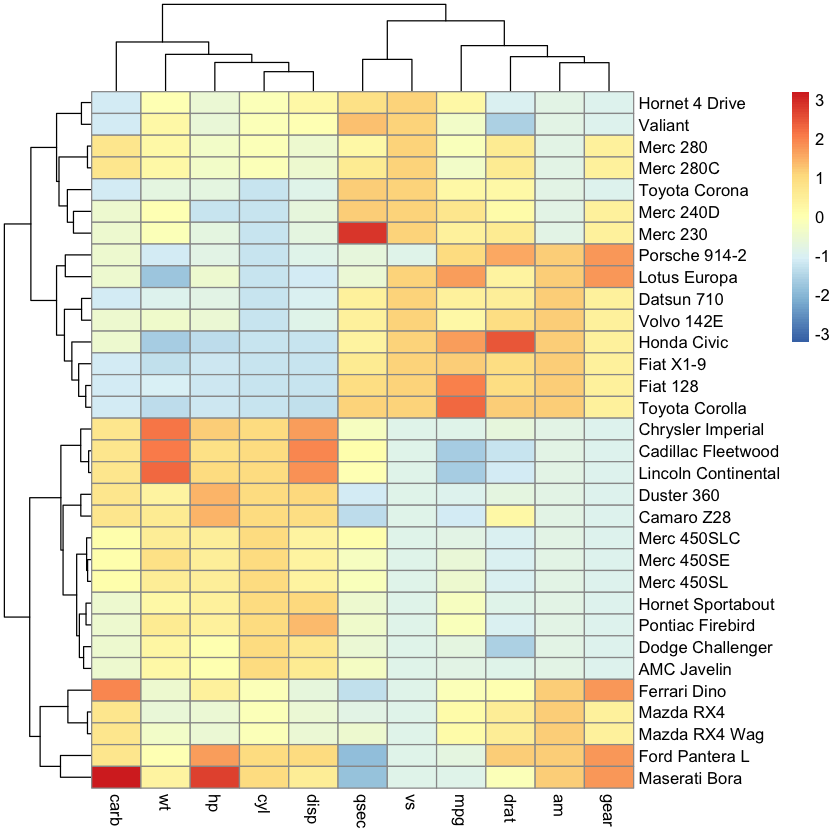 Hornet 4 Drive
Valiant
Merc 280
Merc 280C
Toyota Corona
Merc 240D
Merc 230
Porsche 914-2
Lotus Europa
Datsun 710
Volvo 142E
Honda Civic
Fiat X1-9
Fiat 128
Toyota Corolla
Chrysler Imperial
Cadillac Fleetwood
Lincoln Continental
Duster 360
Camaro Z28
Merc 450SLC
Merc 450SE
Merc 450SL
Hornet Sportabout
Pontiac Firebird
Dodge Challenger
AMC Javelin
Ferrari Dino
Mazda RX4
Mazda RX4 Wag
Ford Pantera L
Maserati Bora
carb
wt
hp
cyl
disp
qsec
vs
mpg
drat
am
gear
3
2
1
0
-1
-2
-3